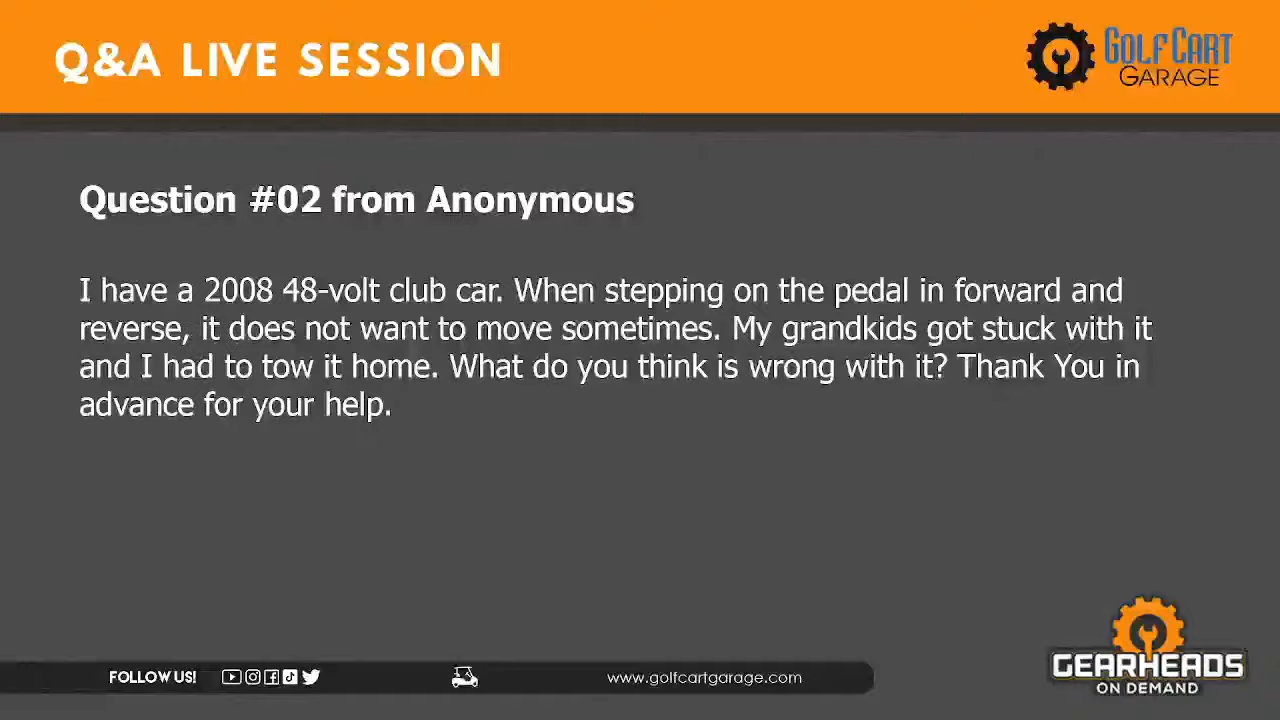 Q&A LIVE SESSION
GOLF CART
GARAGE
Question #02 from Anonymous
I have a 2008 48-volt club car. When stepping on the pedal in forward and
reverse, it does not want to move sometimes. My grandkids got stuck with it
and I had to tow it home. What do you think is wrong with it? Thank You in
advance for your help.
GEARHEADS
ON DEMAND
FOLLOW US!
www.golfcartgarage.com